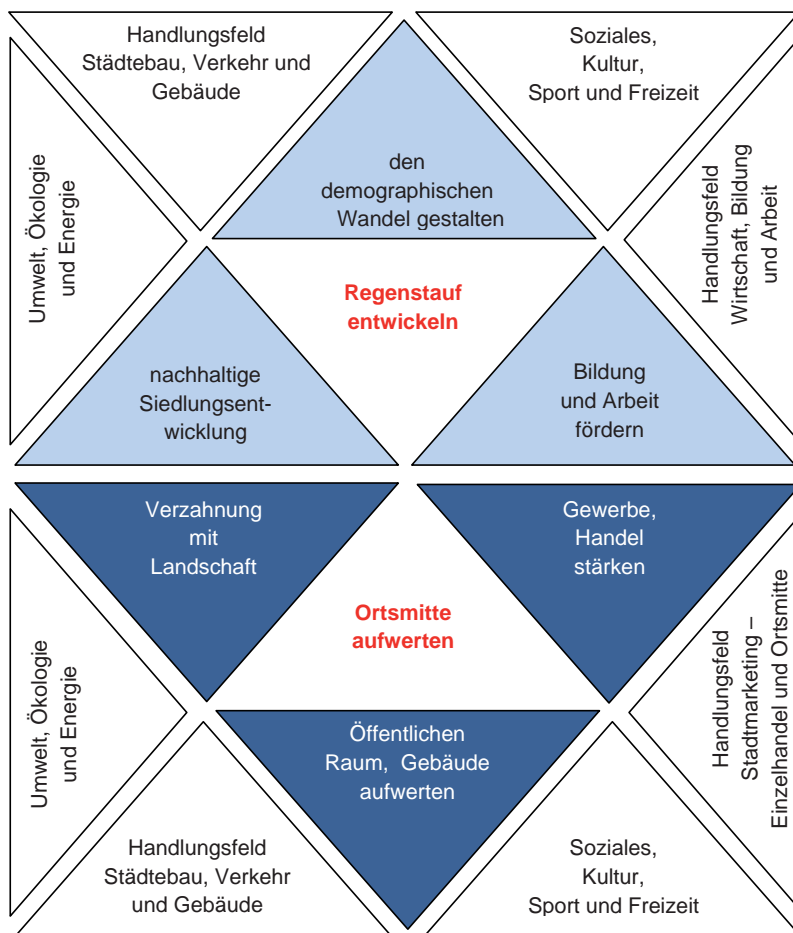 Handlungsfeld
Städtebau, Verkehr und
Gebäude
Soziales,
Kultur,
Sport und Freizeit
Umwelt, Ökologie
und Energie
den
demographischen
Wandel gestalten
Handlungsfeld
Wirtschaft, Bildung
und Arbeit
Regenstauf
entwickeln
nachhaltige
Siedlungsent-
wicklung
Bildung
und Arbeit
fördern
Verzahnung
mit
Landschaft
Gewerbe,
Handel
stärken
Umwelt, Ökologie
und Energie
Ortsmitte
aufwerten
Handlungsfeld
Stadtmarketing –
Einzelhandel und Ortsmitte
Öffentlichen
Raum, Gebäude
aufwerten
Handlungsfeld
Städtebau, Verkehr
und Gebäude
Soziales,
Kultur,
Sport und Freizeit